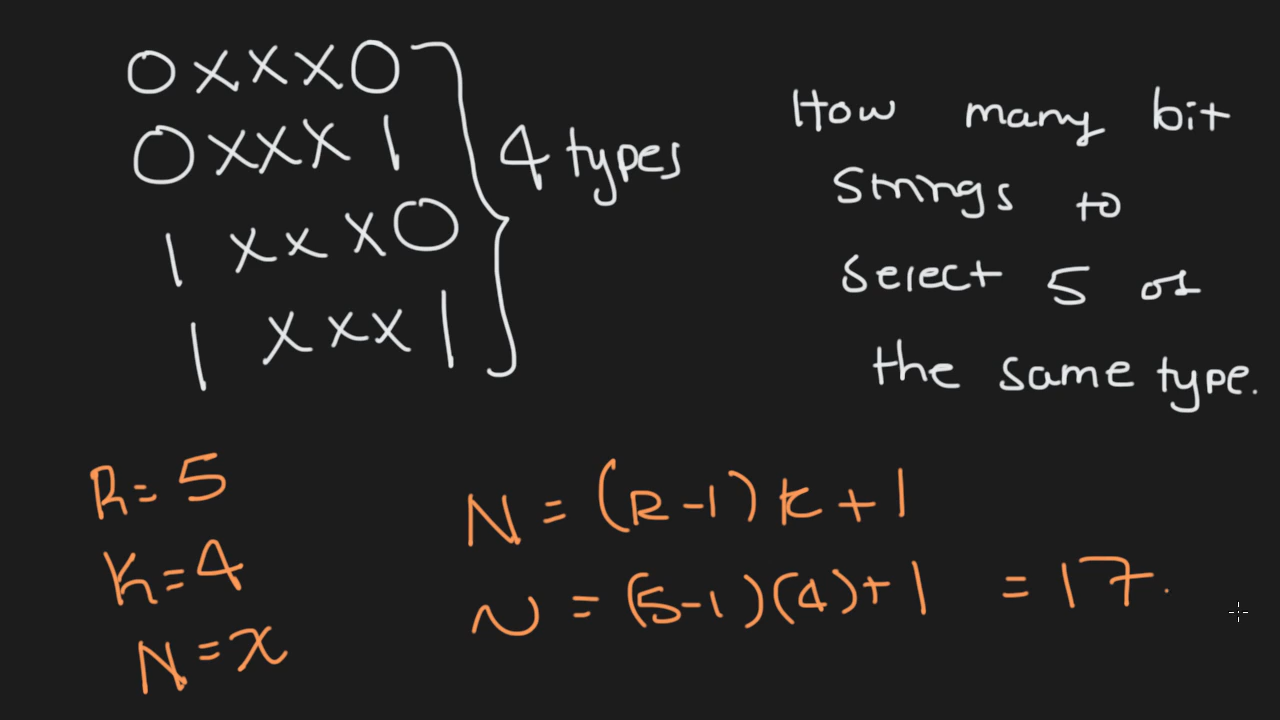 0xxx0
0xxx1
1xxx0
1xxx1
4 types
How many bit
Strings to
Select 5 of
the same type.
R=5
K=4
N=x
N = (R-1)K+1
N = (5-1)(4)+1 = 17.